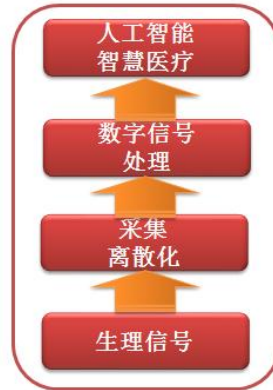 人工智能
智慧医疗
数字信号
处理
采集
离散化
生理信号